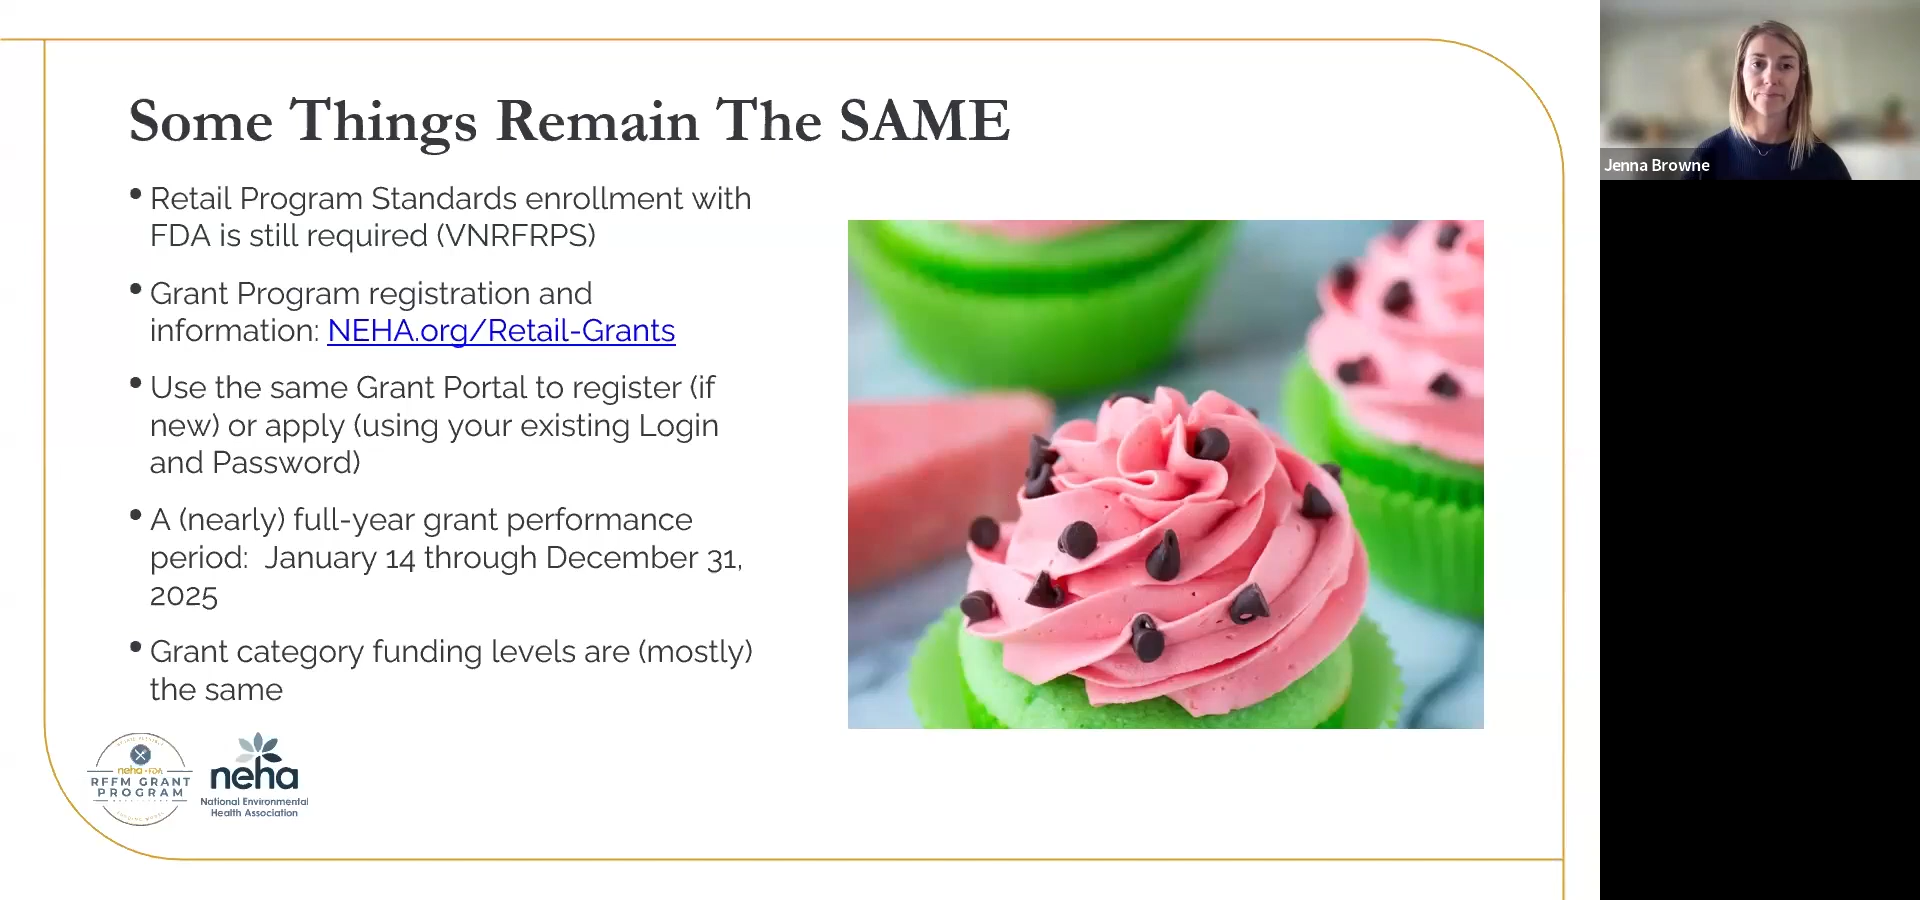 Some Things Remain The SAME
• Retail Program Standards enrollment with
FDA is still required (VNRFRPS)
• Grant Program registration and
information: NEHA.org/Retail-Grants
• Use the same Grant Portal to register (if
new) or apply (using your existing Login
and Password)
• A (nearly) full-year grant performance
period:  January 14 through December 31,
2025
• Grant category funding levels are (mostly)
the same
neha · FDA
RFFM GRANT
PROGRAM
neha
National Environmental
Health Association
Jenna Browne